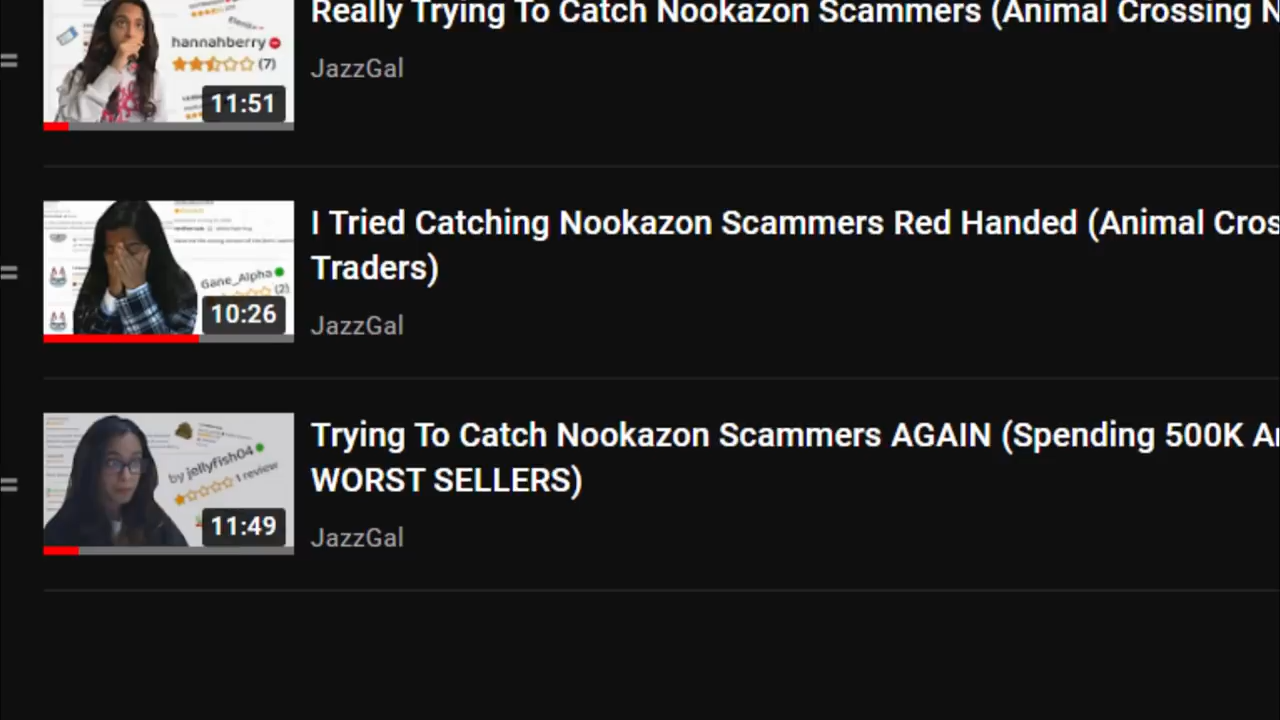 Really Trying To Catch Nookazon Scammers (Animal Crossing N
hannahberry
(7)
11:51
JazzGal
I Tried Catching Nookazon Scammers Red Handed (Animal Cros
Traders)
Gane_Alpha
(2)
10:26
JazzGal
Trying To Catch Nookazon Scammers AGAIN (Spending 500K A
WORST SELLERS)
by jellyfish04
1 review
11:49
JazzGal